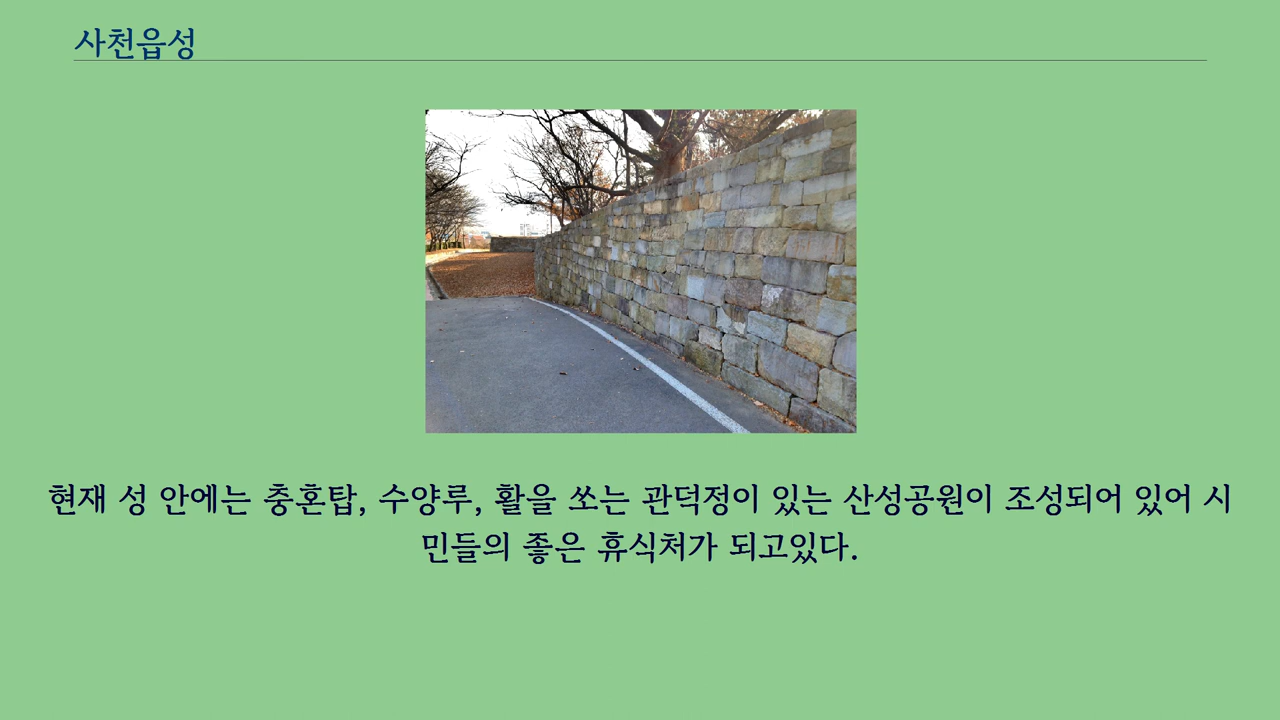 사천읍성
현재 성 안에는 충혼탑, 수양루, 활을 쏘는 관덕정이 있는 산성공원이 조성되어 있어 시
민들의 좋은 휴식처가 되고있다.